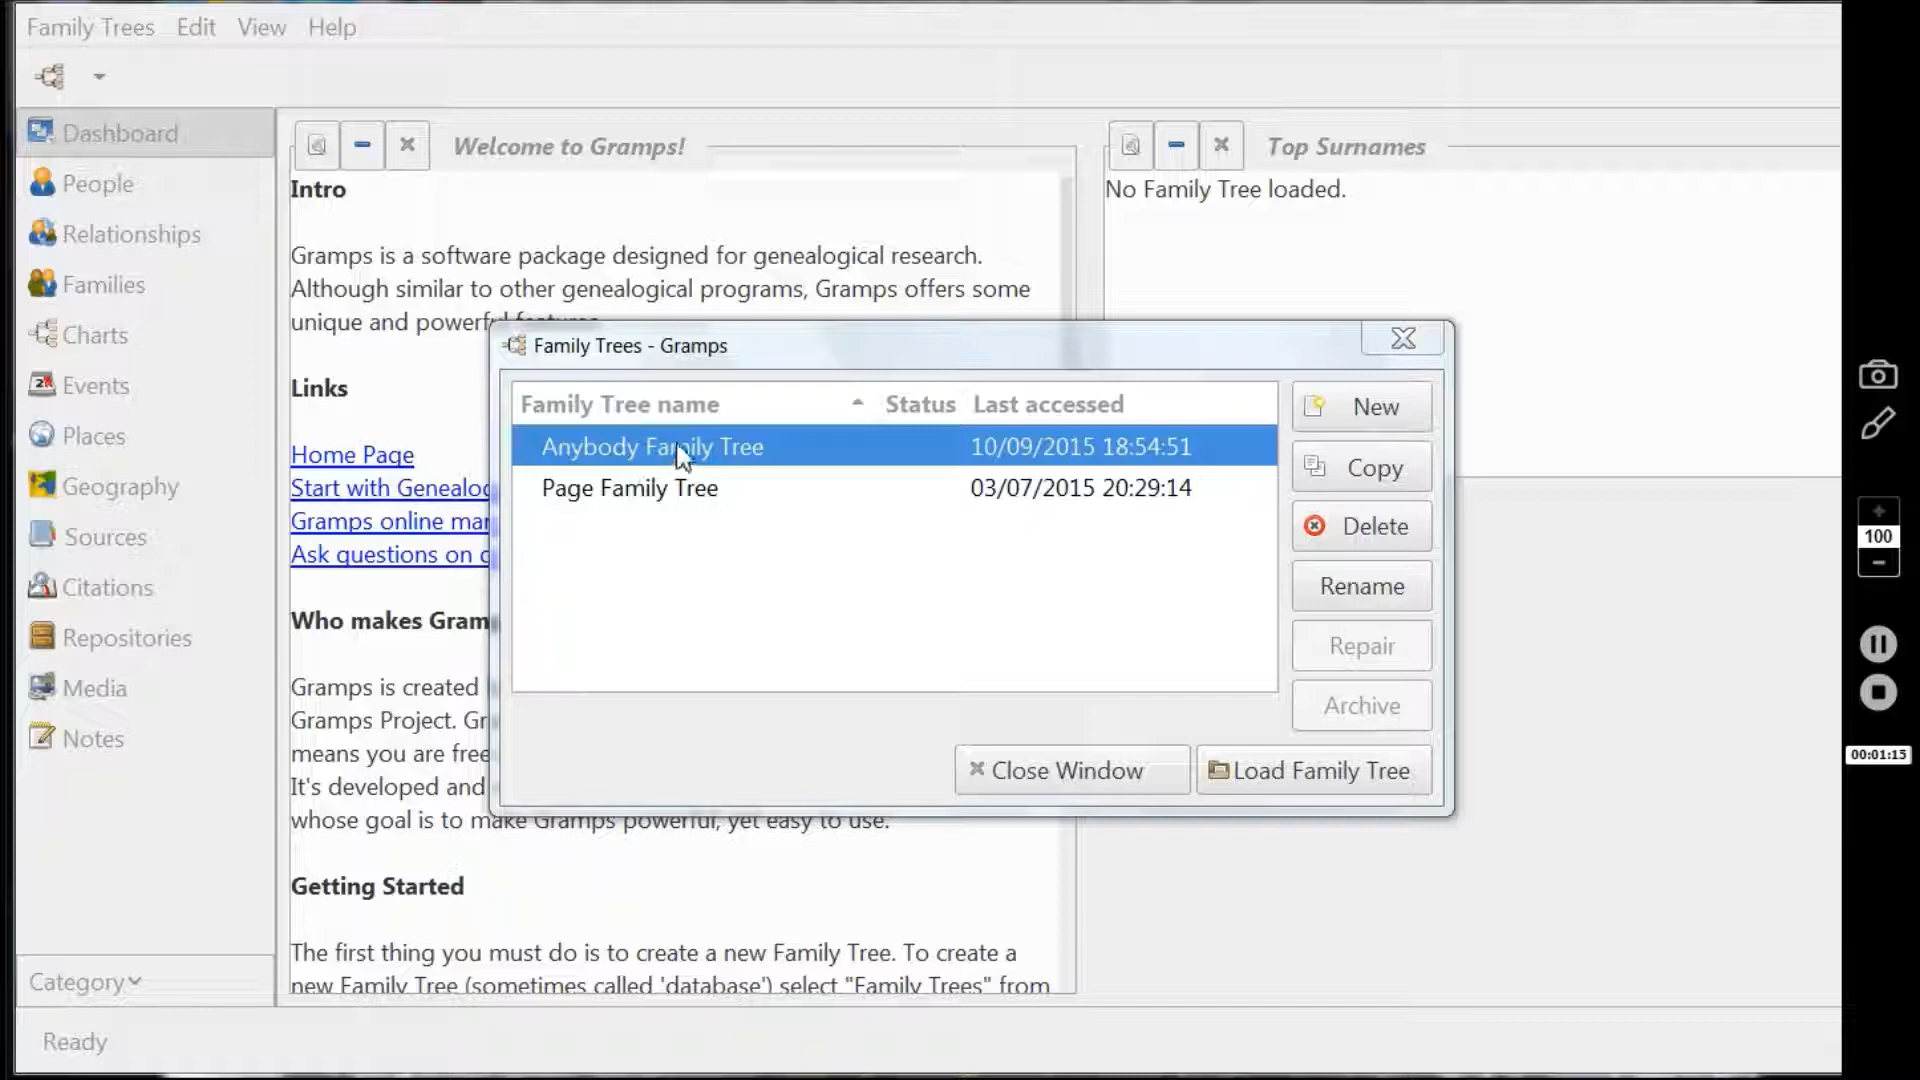 Family Trees Edit View Help
Dashboard
People
Relationships
Families
Charts
Events
Places
Geography
Sources
Citations
Repositories
Media
Notes
Category
Ready
Welcome to Gramps!
Intro
Gramps is a software package designed for genealogical research.
Although similar to other genealogical programs, Gramps offers some
unique and powerful features.
Links
Home Page
Start with Genealo
Gramps online ma
Ask questions on
Who makes Gram
Gramps is created
Gramps Project. Gr
means you are free
It's developed and
whose goal is to make Gramps powerful, yet easy to use.
Getting Started
The first thing you must do is to create a new Family Tree. To create a
new Family Tree (sometimes called 'database') select "Family Trees" from
Top Surnames
No Family Tree loaded.
Family Trees - Gramps
Family Tree name Status Last accessed
Anybody Family Tree 10/09/2015 18:54:51
Page Family Tree 03/07/2015 20:29:14
New
Copy
Delete
Rename
Repair
Archive
Close Window Load Family Tree
100
00:01:15